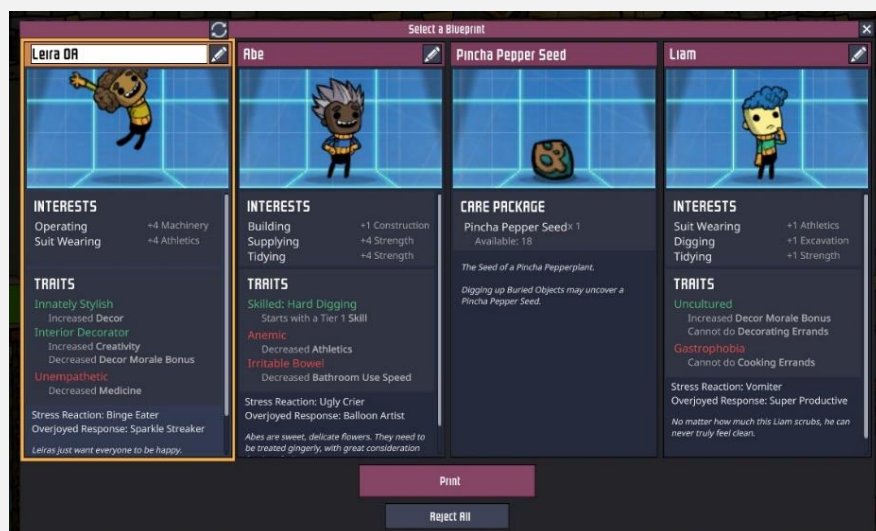 Select a Blueprint
Leira OA
INTERESTS
Operating +4 Machinery
Suit Wearing +4 Athletics
TRAITS
Innately Stylish
Increased Decor
Interior Decorator
Increased Creativity
Decreased Decor Morale Bonus
Unempathetic
Decreased Medicine
Stress Reaction: Binge Eater
Overjoyed Response: Sparkle Streaker
Leiras just want everyone to be happy.
Abe
INTERESTS
Building +1 Construction
Supplying +4 Strength
Tidying +4 Strength
TRAITS
Skilled: Hard Digging
Starts with a Tier 1 Skill
Anemic
Decreased Athletics
Irritable Bowel
Decreased Bathroom Use Speed
Stress Reaction: Ugly Crier
Overjoyed Response: Balloon Artist
Abes are sweet, delicate flowers. They need to
be treated gingerly, with great consideration
Pincha Pepper Seed
CARE PACKAGE
Pincha Pepper Seed x 1
Available: 18
The Seed of a Pincha Pepperplant.
Digging up Buried Objects may uncover a
Pincha Pepper Seed.
Liam
INTERESTS
Suit Wearing +1 Athletics
Digging +1 Excavation
Tidying +1 Strength
TRAITS
Uncultured
Increased Decor Morale Bonus
Cannot do Decorating Errands
Gastrophobia
Cannot do Cooking Errands
Stress Reaction: Vomiter
Overjoyed Response: Super Productive
No matter how much this Liam scrubs, he can
never truly feel clean.
Print
Reject All